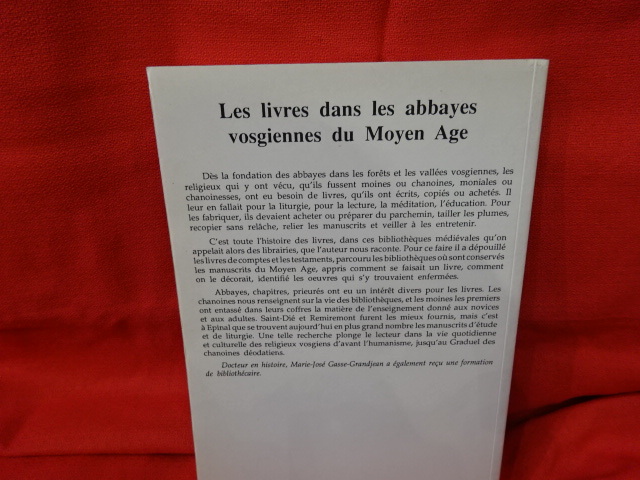 Les livres dans les abbayes
vosgiennes du Moyen Age
Dès la fondation des abbayes dans les forêts et les vallées vosgiennes, les
religieux qui y ont vécu, qu'ils fussent moines ou chanoines, moniales ou
chanoinesses, ont eu besoin de livres, qu'ils ont écrits, copiés ou achetés. Il
leur en fallait pour la liturgie, pour la lecture, la méditation, l'éducation. Pour
les fabriquer, ils devaient acheter ou préparer du parchemin, tailler les plumes,
recopier sans relâche, relier les manuscrits et veiller à les entretenir.
C'est toute l'histoire des livres, dans ces bibliothèques médiévales qu'on
appelait alors des librairies, que l'auteur nous raconte. Pour ce faire il a dépouillé
les livres de comptes et les testaments, parcouru les bibliothèques où sont conservés
les manuscrits du Moyen Age, appris comment se faisait un livre, comment
on le décorait, identifié les oeuvres qui s'y trouvaient enfermées.
Abbayes, chapitres, prieurés ont eu un intérêt divers pour les livres. Les
chanoines nous renseignent sur la vie des bibliothèques, et les moines les premiers
ont entassé dans leurs coffres la matière de l'enseignement donné aux novices
et aux adultes. Saint-Dié et Remiremont furent les mieux fournis, mais c'est
à Epinal que se trouvent aujourd'hui en plus grand nombre les manuscrits d'étude
et de liturgie. Une telle recherche plonge le lecteur dans la vie quotidienne
et culturelle des religieux vosgiens d'avant l'humanisme, jusqu'au Graduel des
chanoines déodatiens.
Docteur en histoire, Marie-José Gasse-Grandjean a également reçu une formation
de bibliothécaire.